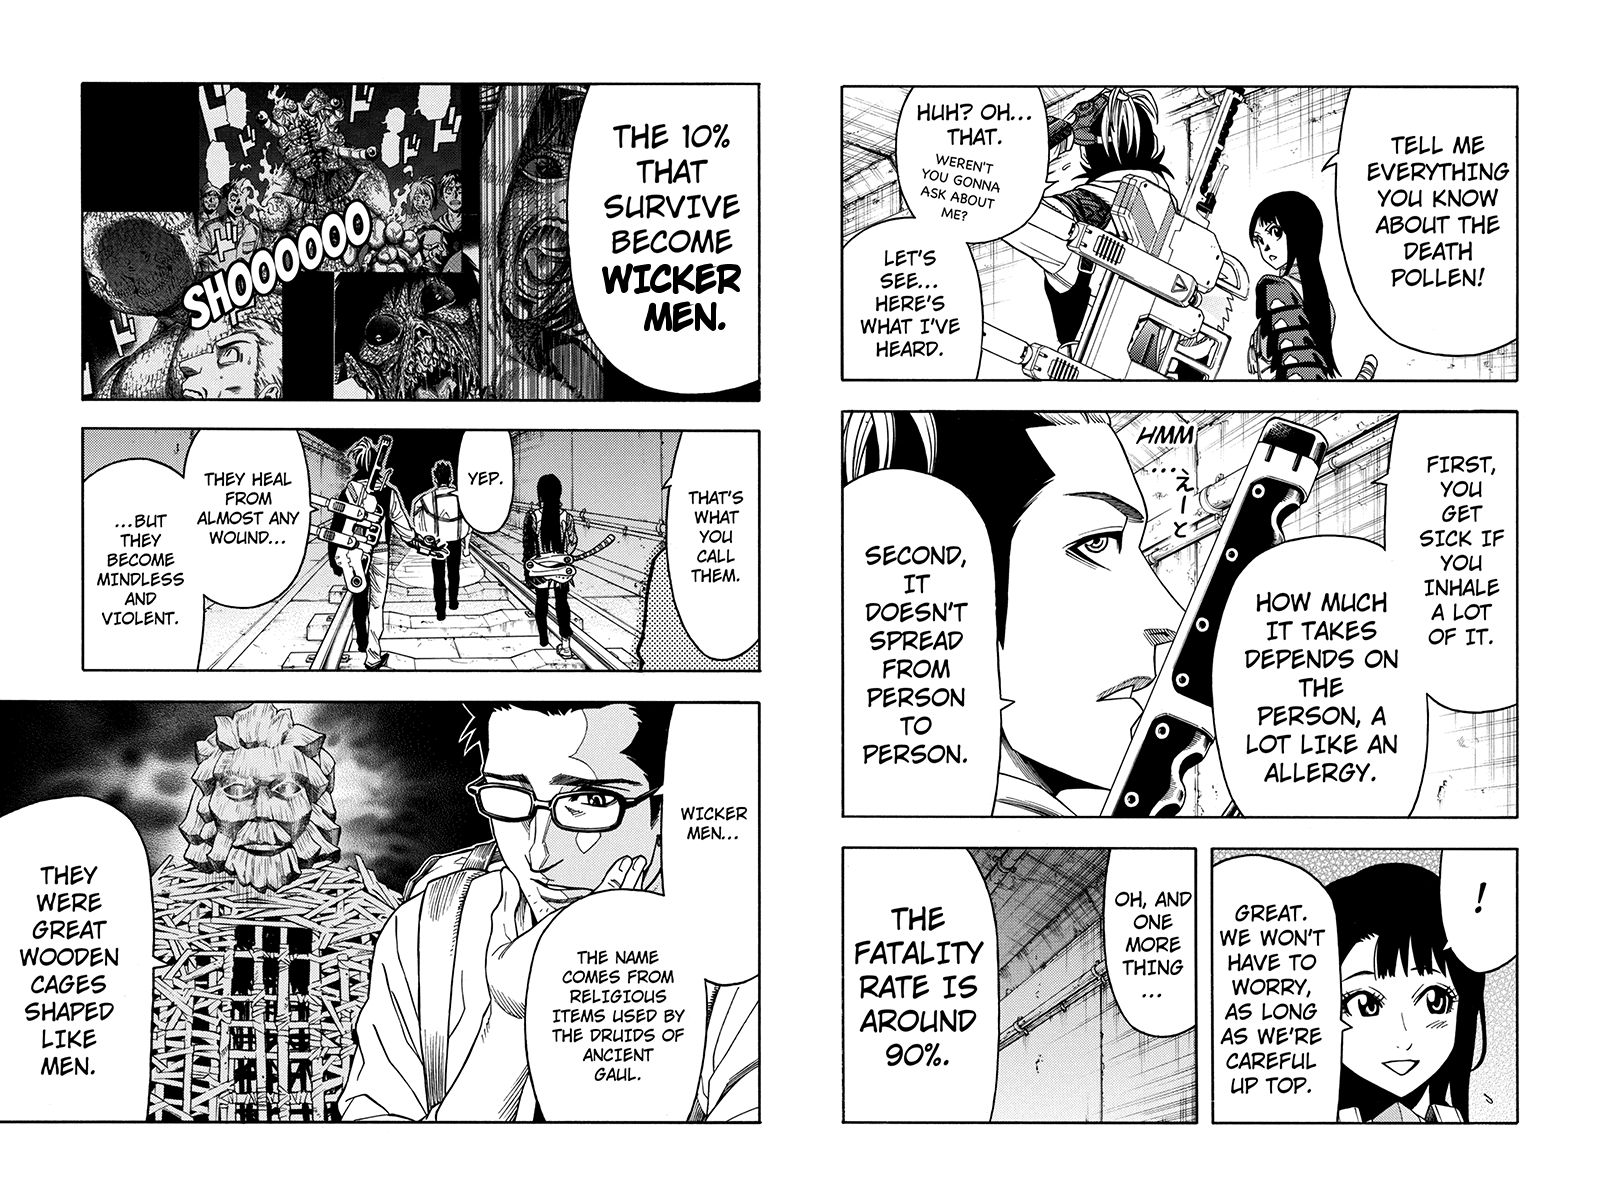 TELL ME
EVERYTHING
YOU KNOW
ABOUT THE
DEATH
POLLEN!
HUH? OH...
THAT.
WEREN'T
YOU GONNA
ASK ABOUT
ME?
LET'S
SEE...
HERE'S
WHAT I'VE
HEARD.
FIRST,
YOU
GET
SICK IF
YOU
INHALE
A LOT
OF IT.
HMM
....えーと
HOW MUCH
IT TAKES
DEPENDS ON
THE
PERSON, A
LOT LIKE AN
ALLERGY.
SECOND,
IT
DOESN'T
SPREAD
FROM
PERSON
TO
PERSON.
!
GREAT.
WE WON'T
HAVE TO
WORRY,
AS LONG
AS WE'RE
CAREFUL
UP TOP.
OH, AND
ONE
MORE
THING
...
THE
FATALITY
RATE IS
AROUND
90%.
THE 10%
THAT
SURVIVE
BECOME
WICKER
MEN.
SHOOOOOO
THAT'S
WHAT
YOU
CALL
THEM.
YEP.
THEY HEAL
FROM
ALMOST ANY
WOUND...
...BUT
THEY
BECOME
MINDLESS
AND
VIOLENT.
WICKER
MEN...
THE NAME
COMES FROM
RELIGIOUS
ITEMS USED BY
THE DRUIDS OF
ANCIENT
GAUL.
THEY
WERE
GREAT
WOODEN
CAGES
SHAPED
LIKE
MEN.